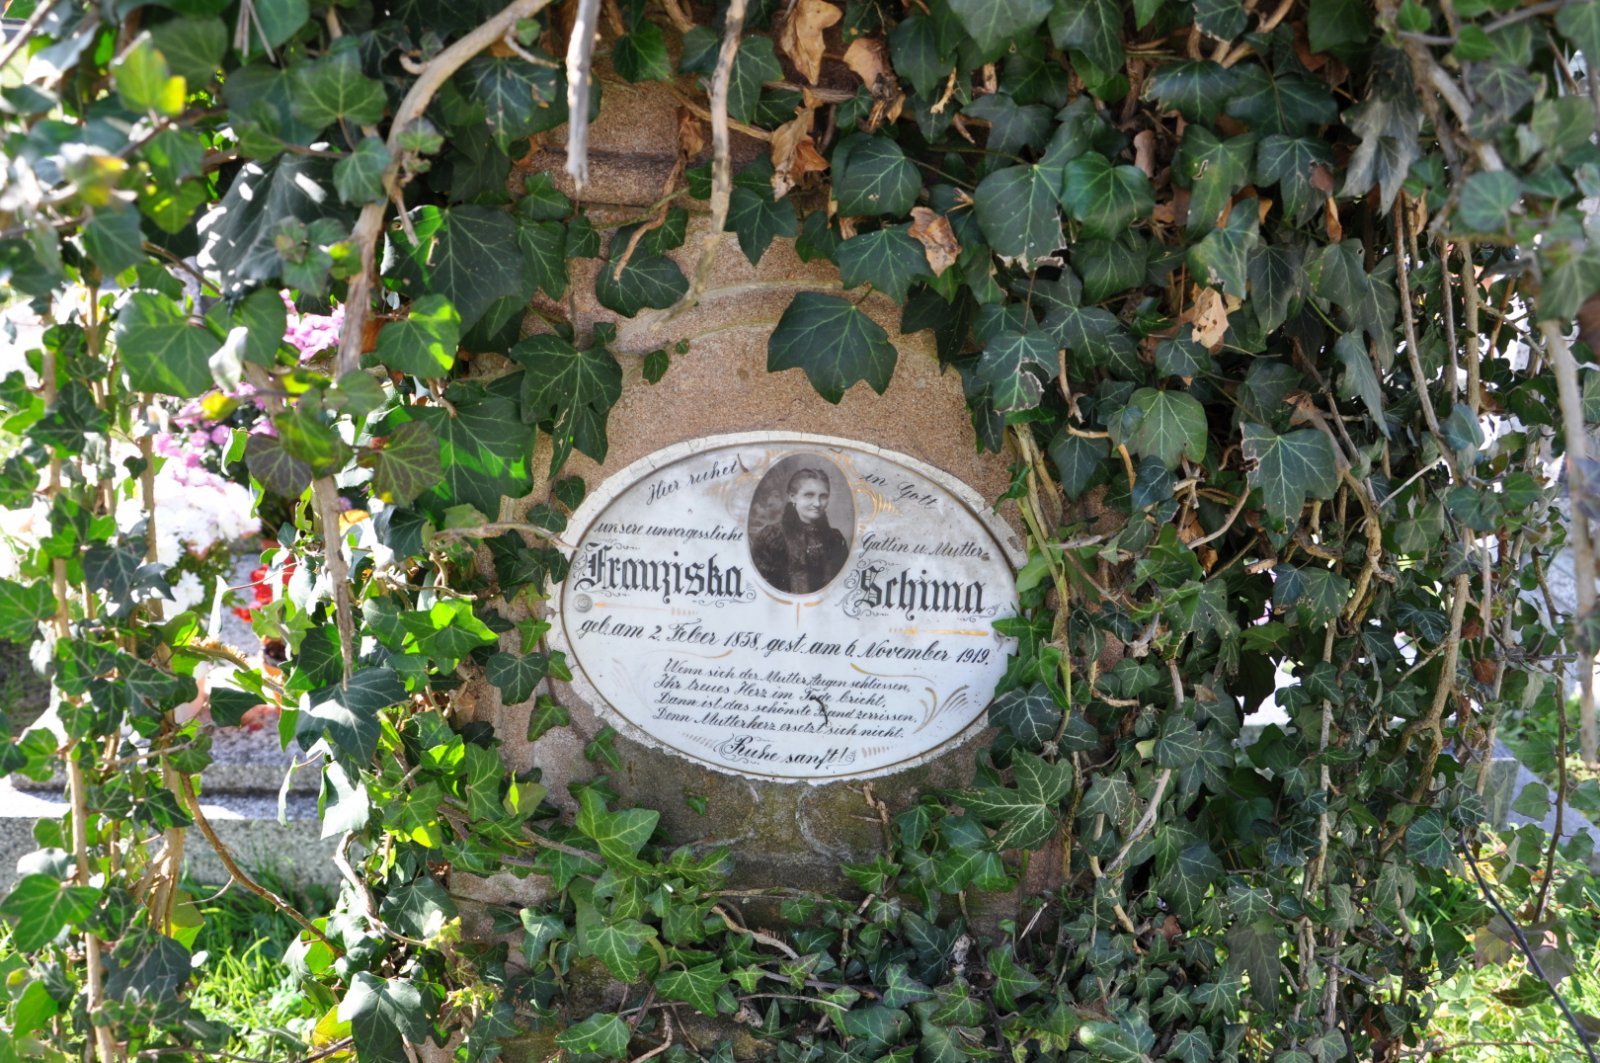 Hier ruhet in Gott
unsere unvergessliche Gattin u. Mutter
Franziska Schima
geb. am 2. Feber 1858, gest. am 6. November 1919.
Wenn sich der Mutter Augen schliessen,
Ihr treues Herz im Tode bricht,
Dann ist das schönste Band zerrissen,
Denn Mutterherz ersetzt sich nicht.
Ruhe sanft!